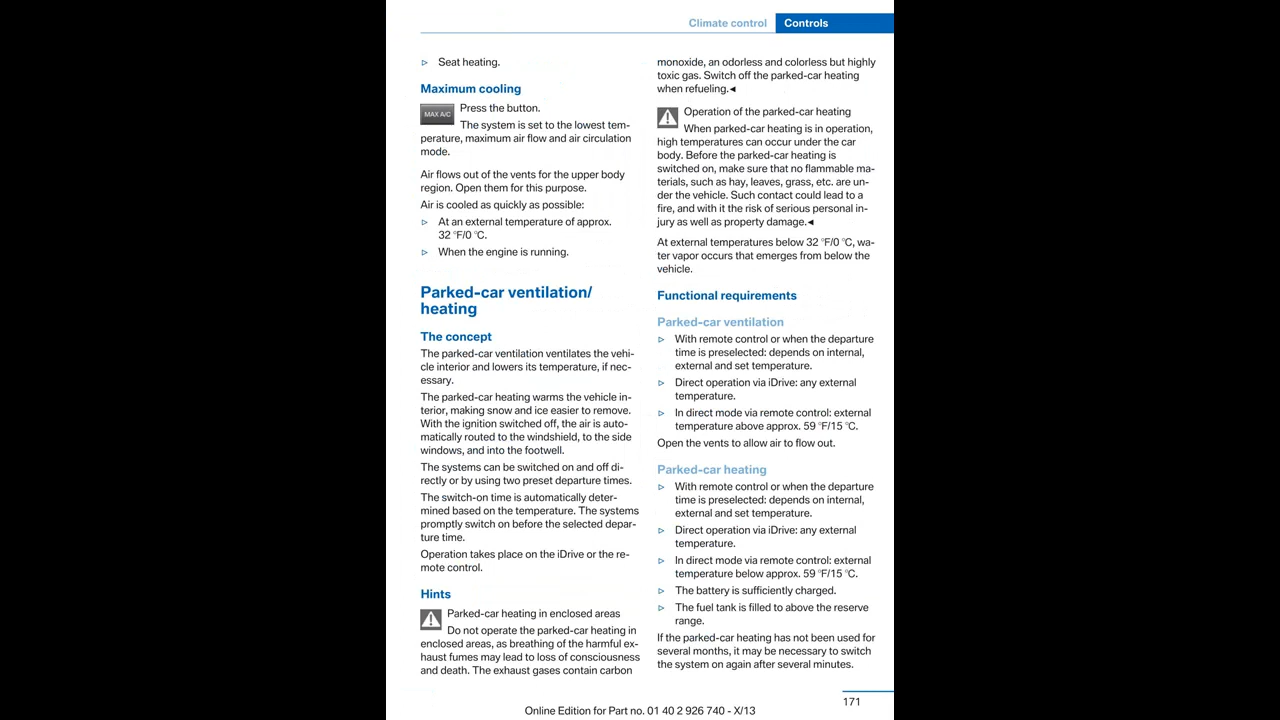 Climate control Controls
Seat heating.
Maximum cooling
MAX A/C
Press the button.
The system is set to the lowest tem-
perature, maximum air flow and air circulation
mode.
Air flows out of the vents for the upper body
region. Open them for this purpose.
Air is cooled as quickly as possible:
At an external temperature of approx.
32 °F/0 °C.
When the engine is running.
Parked-car ventilation/
heating
The concept
The parked-car ventilation ventilates the vehi-
cle interior and lowers its temperature, if nec-
essary.
The parked-car heating warms the vehicle in-
terior, making snow and ice easier to remove.
With the ignition switched off, the air is auto-
matically routed to the windshield, to the side
windows, and into the footwell.
The systems can be switched on and off di-
rectly or by using two preset departure times.
The switch-on time is automatically deter-
mined based on the temperature. The systems
promptly switch on before the selected depar-
ture time.
Operation takes place on the iDrive or the re-
mote control.
Hints
Parked-car heating in enclosed areas
Do not operate the parked-car heating in
enclosed areas, as breathing of the harmful ex-
haust fumes may lead to loss of consciousness
and death. The exhaust gases contain carbon
monoxide, an odorless and colorless but highly
toxic gas. Switch off the parked-car heating
when refueling.◄
Operation of the parked-car heating
When parked-car heating is in operation,
high temperatures can occur under the car
body. Before the parked-car heating is
switched on, make sure that no flammable ma-
terials, such as hay, leaves, grass, etc. are un-
der the vehicle. Such contact could lead to a
fire, and with it the risk of serious personal in-
jury as well as property damage.◄
At external temperatures below 32 °F/0 °C, wa-
ter vapor occurs that emerges from below the
vehicle.
Functional requirements
Parked-car ventilation
With remote control or when the departure
time is preselected: depends on internal,
external and set temperature.
Direct operation via iDrive: any external
temperature.
In direct mode via remote control: external
temperature above approx. 59 °F/15 °C.
Open the vents to allow air to flow out.
Parked-car heating
With remote control or when the departure
time is preselected: depends on internal,
external and set temperature.
Direct operation via iDrive: any external
temperature.
In direct mode via remote control: external
temperature below approx. 59 °F/15 °C.
The battery is sufficiently charged.
The fuel tank is filled to above the reserve
range.
If the parked-car heating has not been used for
several months, it may be necessary to switch
the system on again after several minutes.
171
Online Edition for Part no. 01 40 2 926 740 - X/13